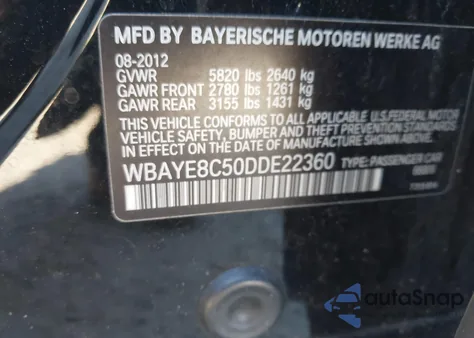 MFD BY BAYERISCHE MOTOREN WERKE AG
08-2012
GVWR 5820 lbs 2640 kg
GAWR FRONT 2780 lbs 1261 kg
GAWR REAR 3155 lbs 1431 kg
THIS VEHICLE CONFORMS TO ALL APPLICABLE U.S. FEDERAL MOTOR
VEHICLE SAFETY, BUMPER AND THEFT PREVENTION STANDARDS
IN EFFECT ON THE DATE OF MANUFACTURE SHOWN ABOVE.
WBAYE8C50DDE22360 TYPE: PASSENGER CAR
autoSnap